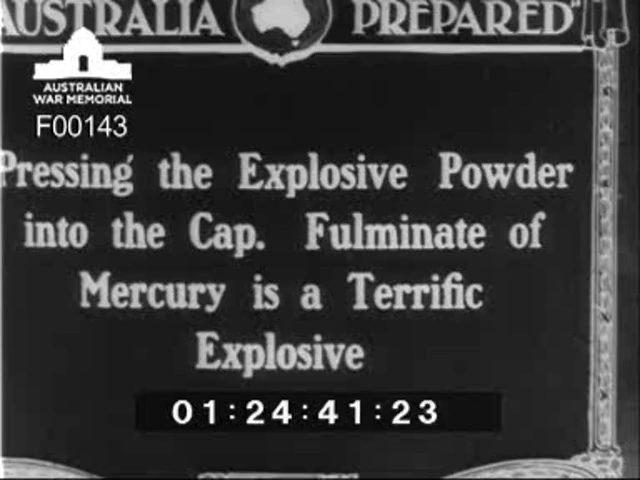 AUSTRALIA PREPARED"
AUSTRALIAN
WAR MEMORIAL
F00143
Pressing the Explosive Powder
into the Cap. Fulminate of
Mercury is a Terrific
Explosive
01:24:41:23